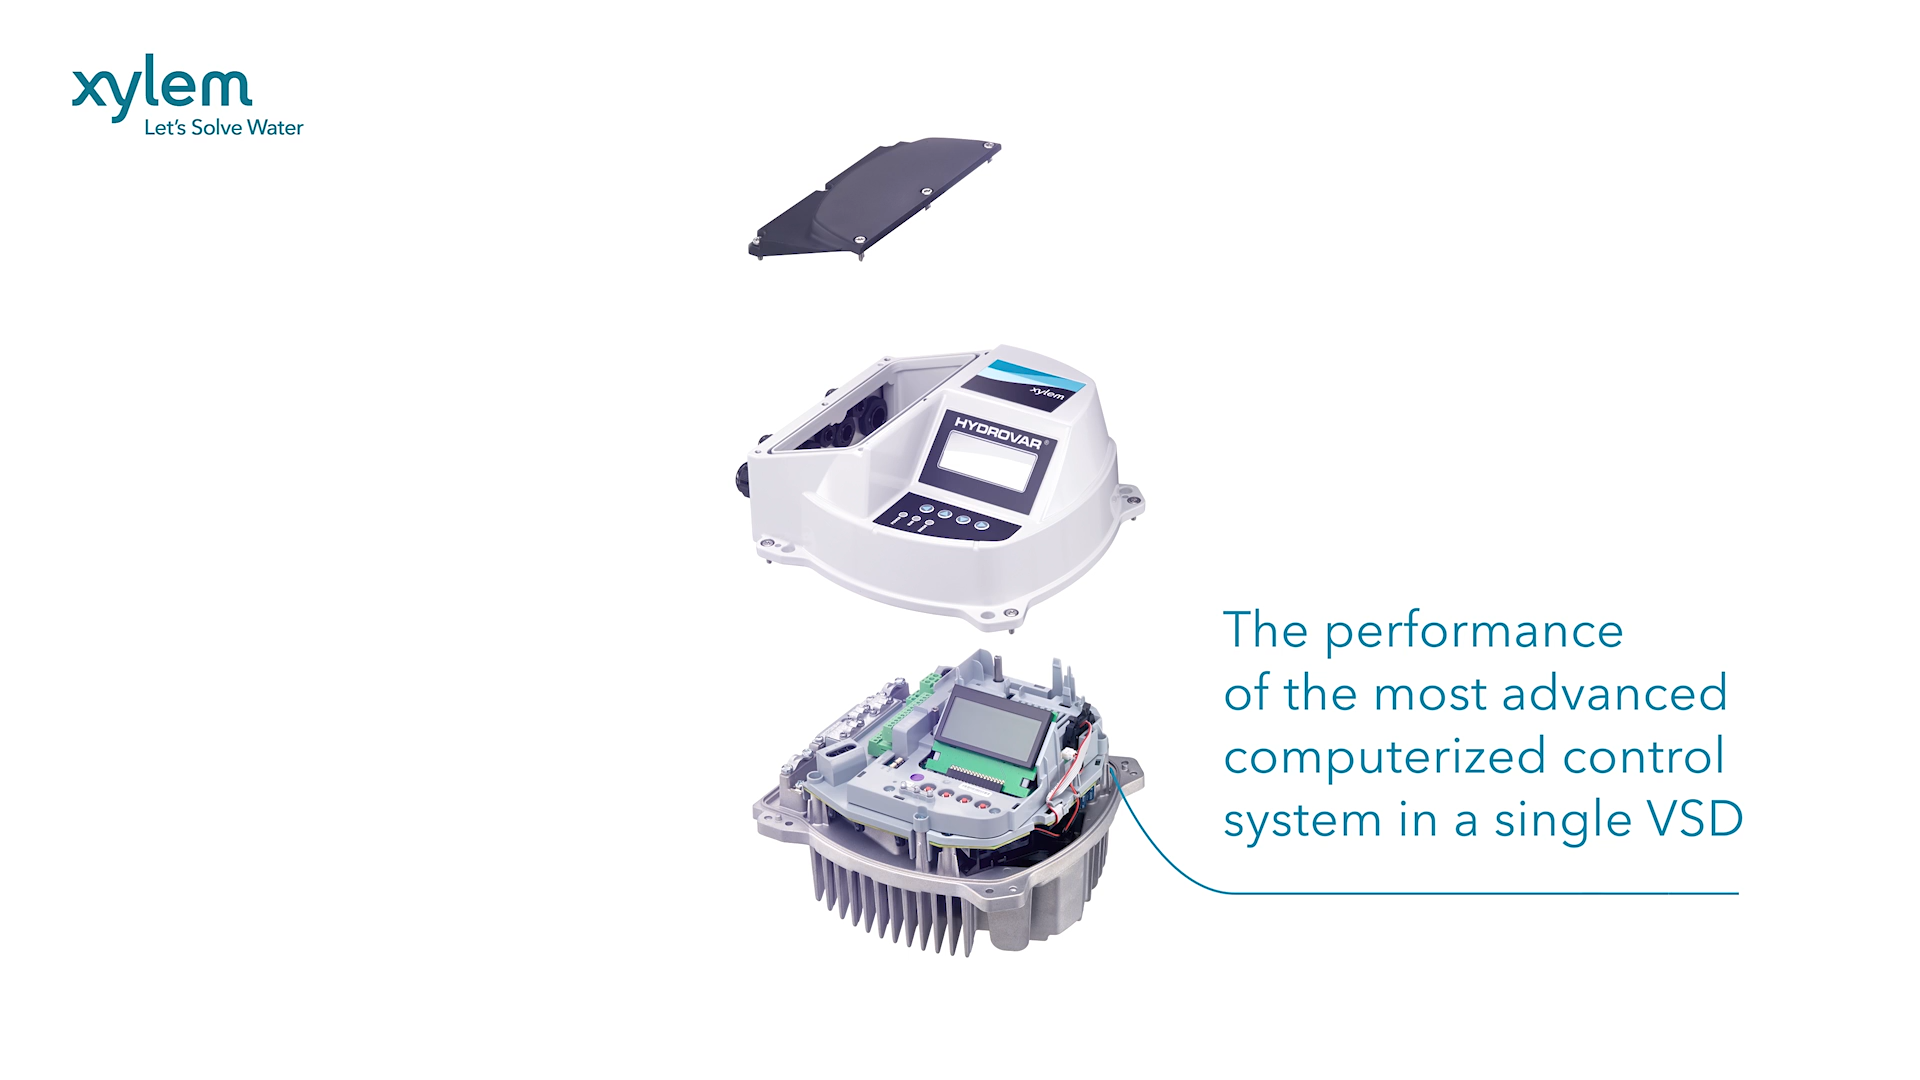 xylem
Let's Solve Water
xylem
HYDROVAR®
The performance
of the most advanced
computerized control
system in a single VSD